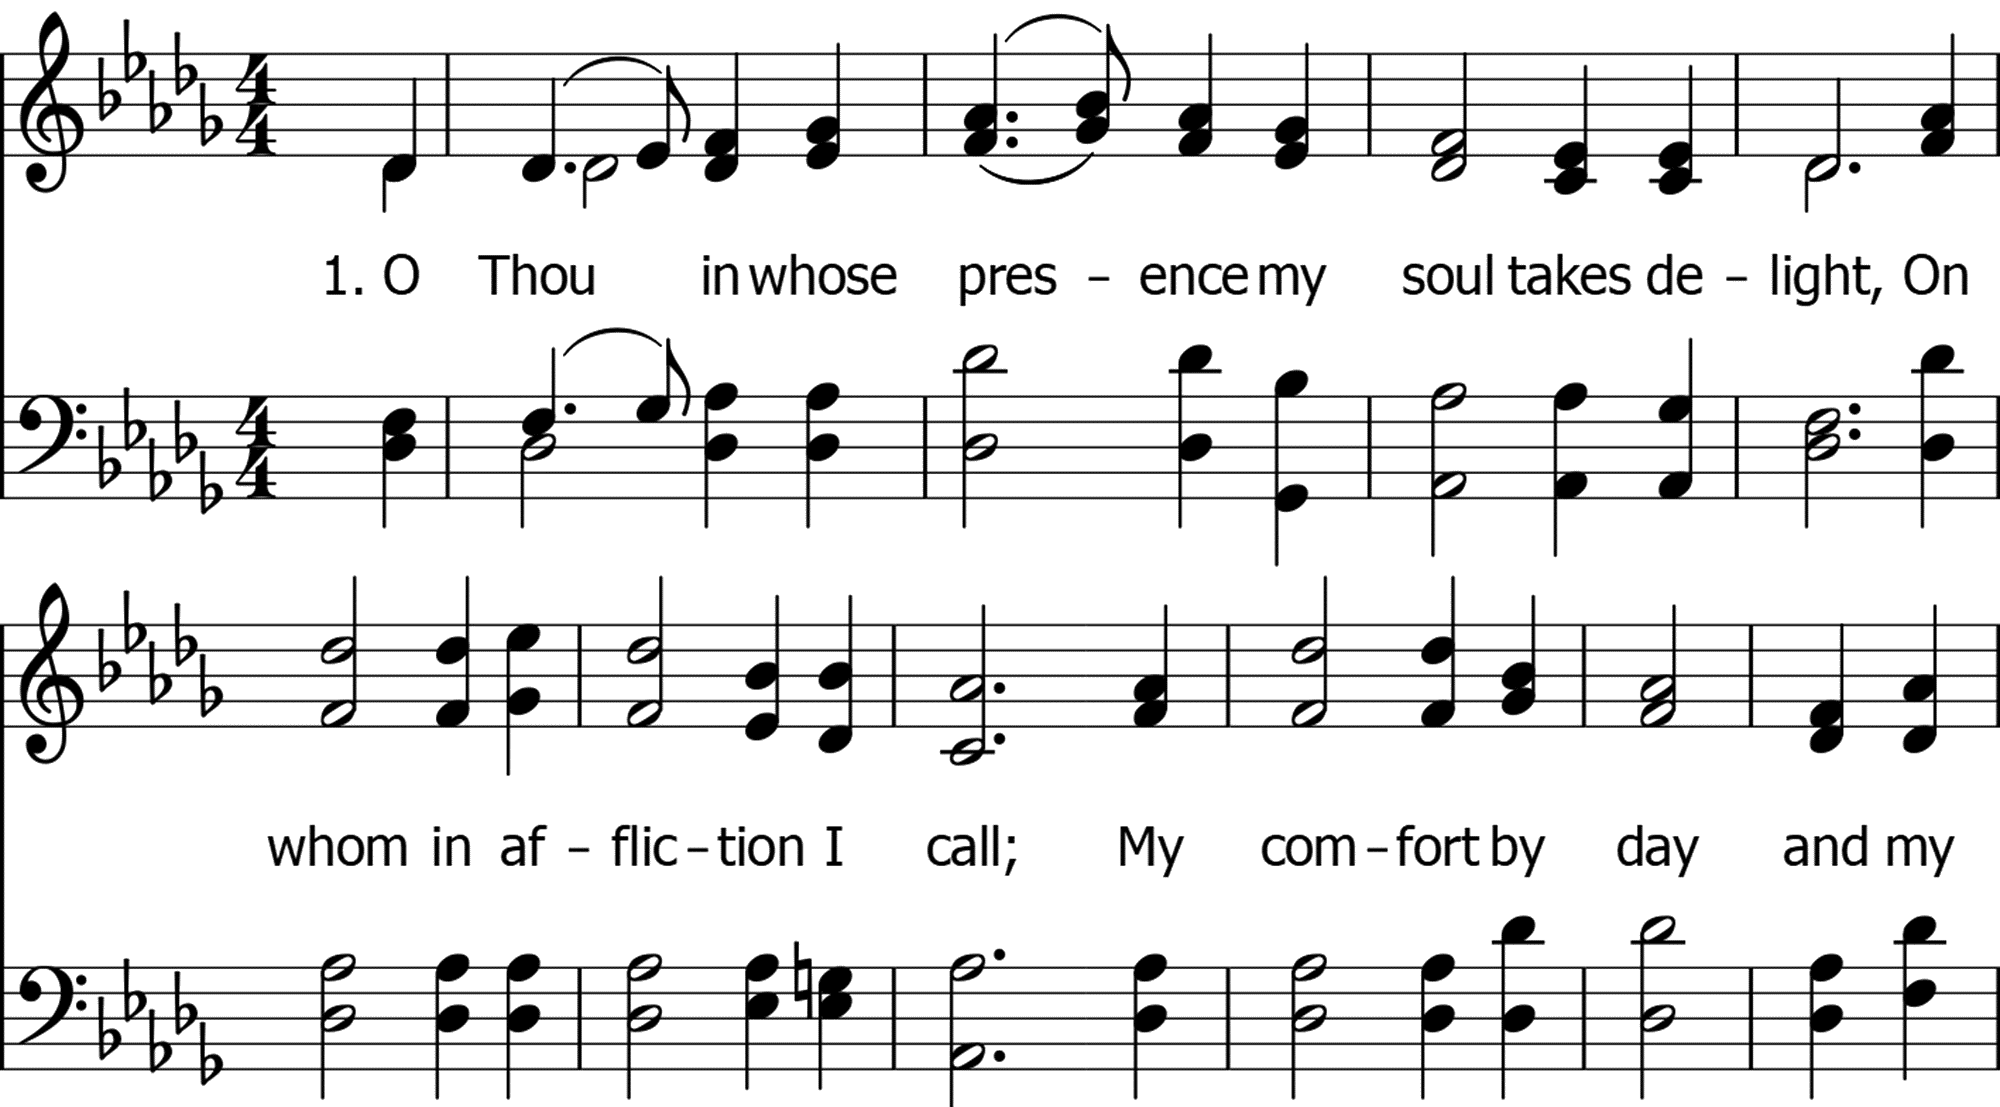 1. O Thou in whose pres – ence my soul takes de – light, On
whom in af – flic – tion I call; My com – fort by day and my